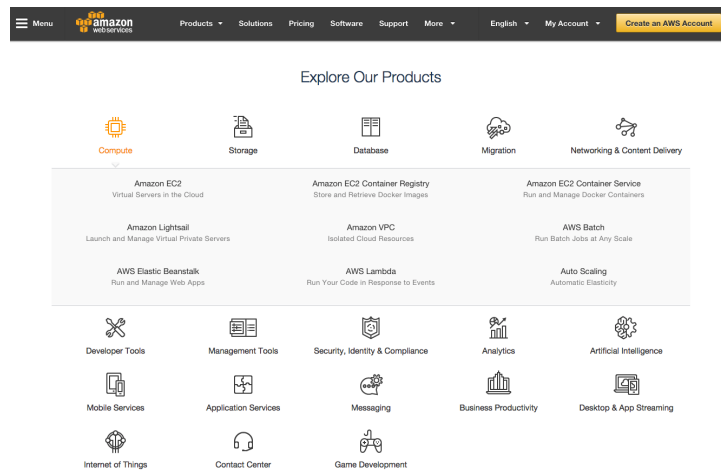 Menu
amazon
webservices
Products
Solutions
Pricing
Software
Support
More
English
My Account
Create an AWS Account
Explore Our Products
Compute
Storage
Database
Migration
Networking & Content Delivery
Amazon EC2
Virtual Servers in the Cloud
Amazon EC2 Container Registry
Store and Retrieve Docker Images
Amazon EC2 Container Service
Run and Manage Docker Containers
Amazon Lightsail
Launch and Manage Virtual Private Servers
Amazon VPC
Isolated Cloud Resources
AWS Batch
Run Batch Jobs at Any Scale
AWS Elastic Beanstalk
Run and Manage Web Apps
AWS Lambda
Run Your Code in Response to Events
Auto Scaling
Automatic Elasticity
Developer Tools
Management Tools
Security, Identity & Compliance
Analytics
Artificial Intelligence
Mobile Services
Application Services
Messaging
Business Productivity
Desktop & App Streaming
Internet of Things
Contact Center
Game Development